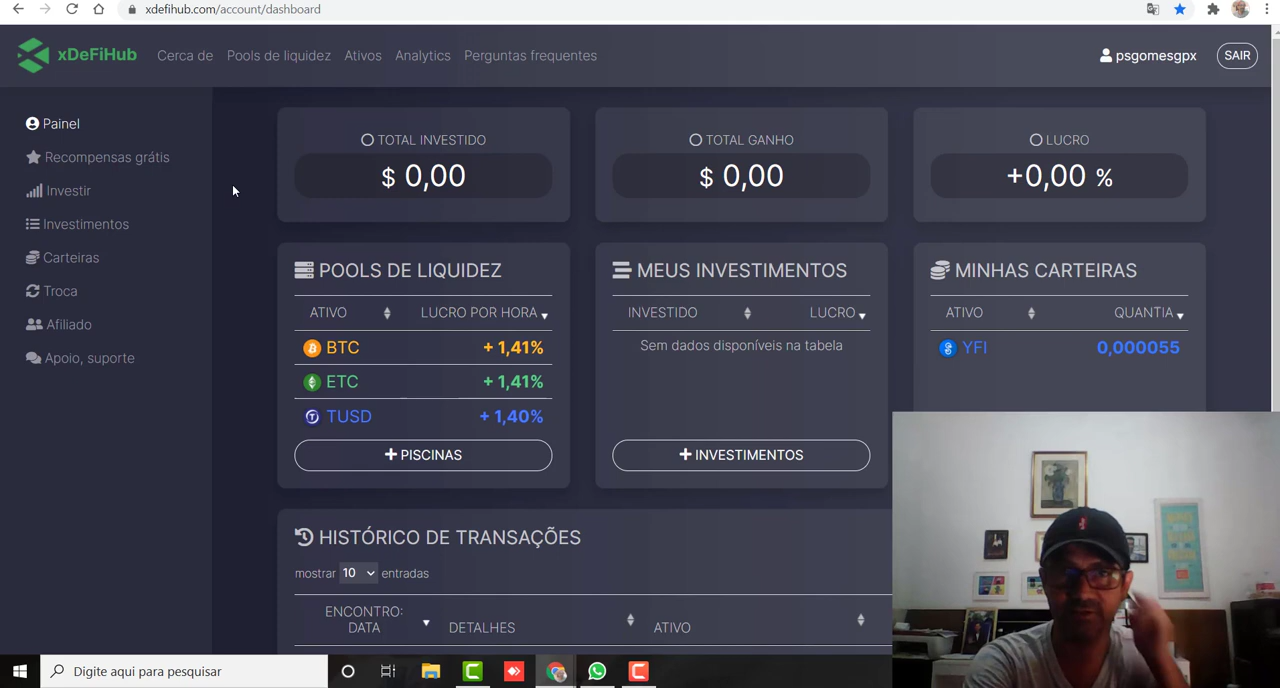 xdefihub.com/account/dashboard
xDeFiHub
Cerca de
Pools de liquidez
Ativos
Analytics
Perguntas frequentes
psgomesgpx
SAIR
Painel
Recompensas grátis
Investir
Investimentos
Carteiras
Troca
Afiliado
Apoio, suporte
TOTAL INVESTIDO
$ 0,00
TOTAL GANHO
$ 0,00
LUCRO
+0,00 %
POOLS DE LIQUIDEZ
ATIVO LUCRO POR HORA
BTC + 1,41%
ETC + 1,41%
TUSD + 1,40%
+ PISCINAS
MEUS INVESTIMENTOS
INVESTIDO LUCRO
Sem dados disponíveis na tabela
+ INVESTIMENTOS
MINHAS CARTEIRAS
ATIVO QUANTIA
YFI 0,000055
HISTÓRICO DE TRANSAÇÕES
mostrar 10 entradas
ENCONTRO:
DATA
DETALHES
ATIVO
Digite aqui para pesquisar